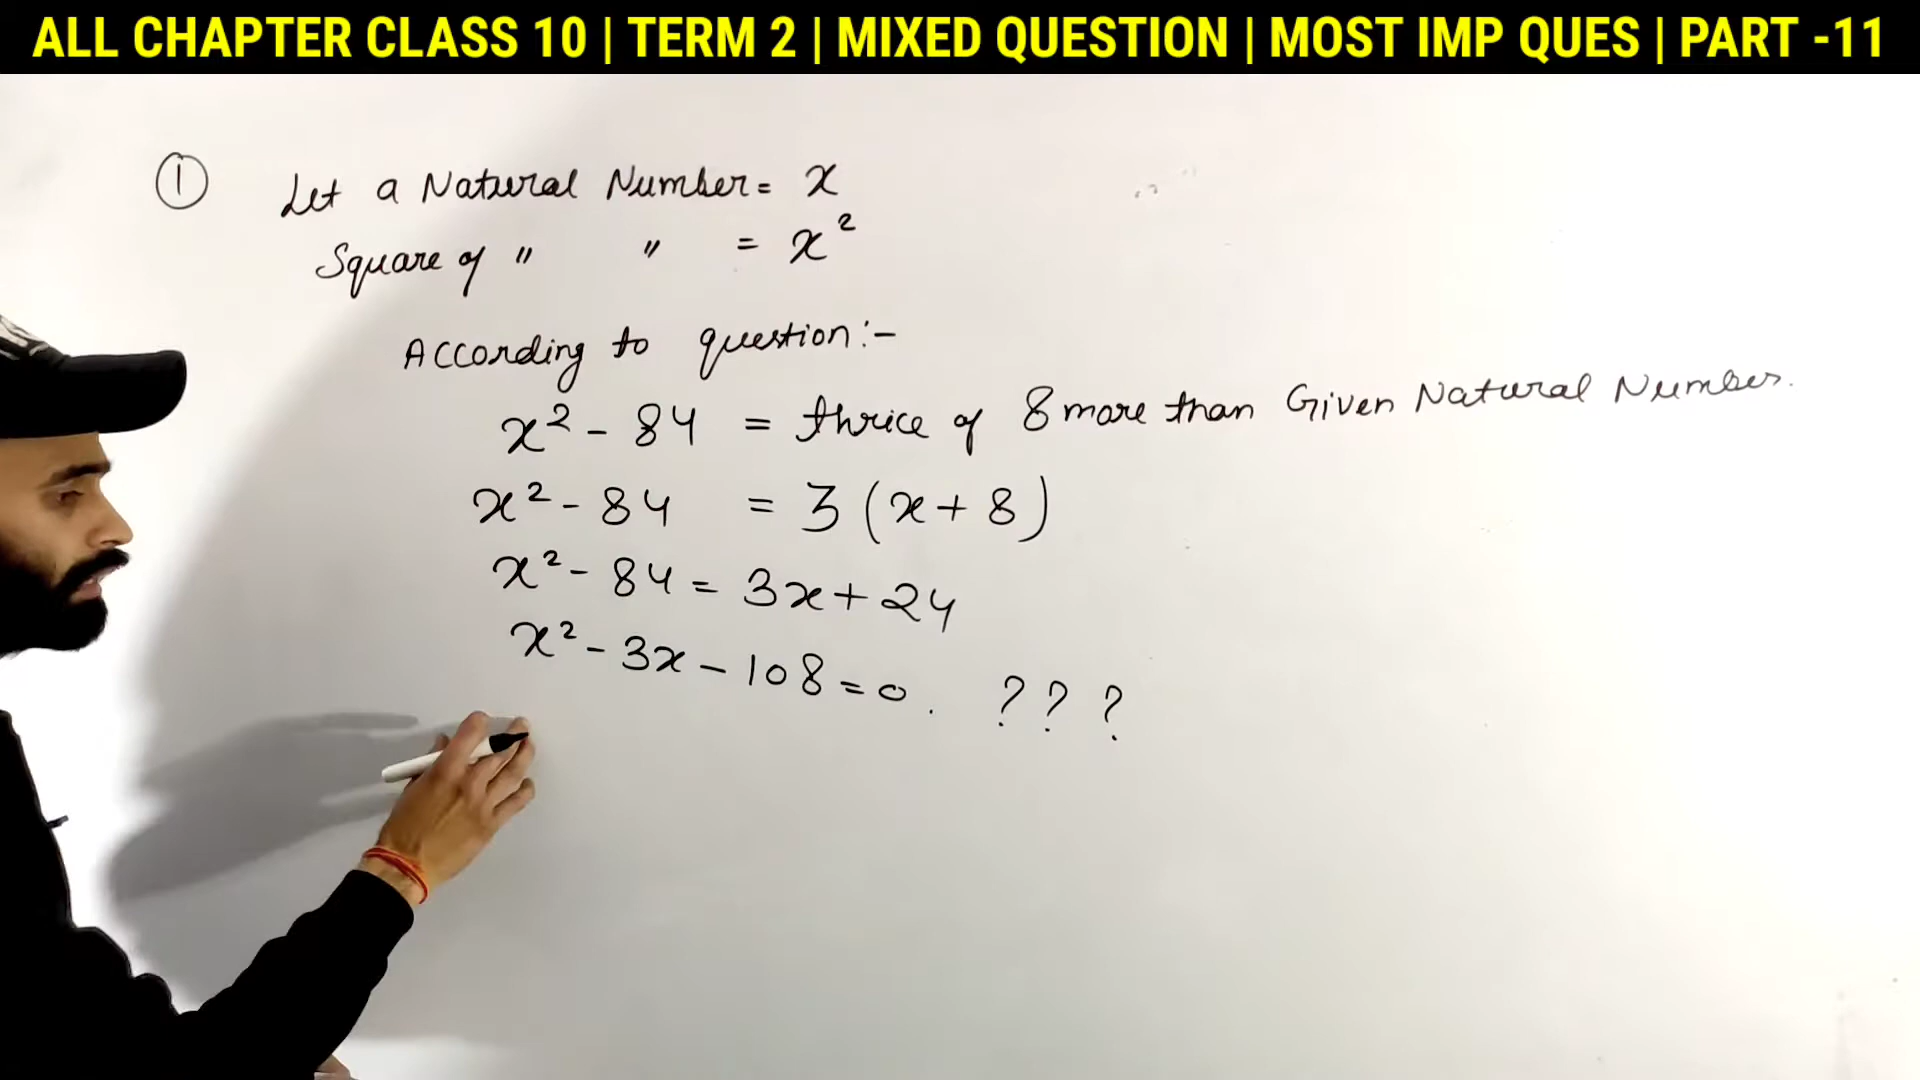 ALL CHAPTER CLASS 10 | TERM 2 | MIXED QUESTION | MOST IMP QUES | PART -11
① Let a Natural Number = x
Square of " " = x²
According to question:-
x² - 84 = thrice of 8 more than Given Natural Number.
x² - 84 = 3 (x + 8)
x² - 84 = 3x + 24
x² - 3x - 108 = 0. ? ? ?